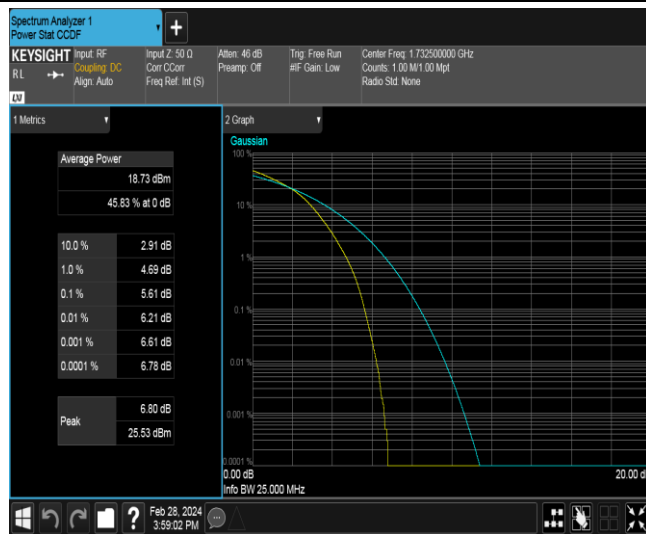 Spectrum Analyzer 1
Power Stat CCDF
+
KEYSIGHT
RL
LXI
Input: RF
Coupling: DC
Align: Auto
Input Z: 50 Ω
Corr CCorr
Freq Ref: Int (S)
Atten: 46 dB
Preamp: Off
Trig: Free Run
#IF Gain: Low
Center Freq: 1.732500000 GHz
Counts: 1.00 M/1.00 Mpt
Radio Std: None
1 Metrics
Average Power
18.73 dBm
45.83 % at 0 dB
10.0 % 2.91 dB
1.0 % 4.69 dB
0.1 % 5.61 dB
0.01 % 6.21 dB
0.001 % 6.61 dB
0.0001 % 6.78 dB
Peak
6.80 dB
25.53 dBm
2 Graph
Gaussian
100 %
10 %
1 %
0.1 %
0.01 %
0.001 %
0.0001 %
0.00 dB
20.00 d
Info BW 25.000 MHz
?
Feb 28, 2024
3:59:02 PM